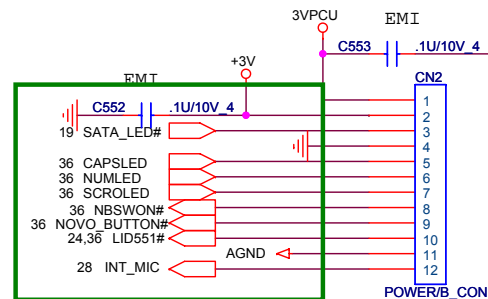 3VPCU EMI
+3V C553 .1U/10V_4
EMI CN2
C552 .1U/10V_4
1
2
19 SATA_LED# 3
4
36 CAPSLED 5
36 NUMLED 6
36 SCROLED 7
36 NBSWON# 8
36 NOVO_BUTTON# 9
24,36 LID551# 10
AGND 11
28 INT_MIC 12
POWER/B_CON